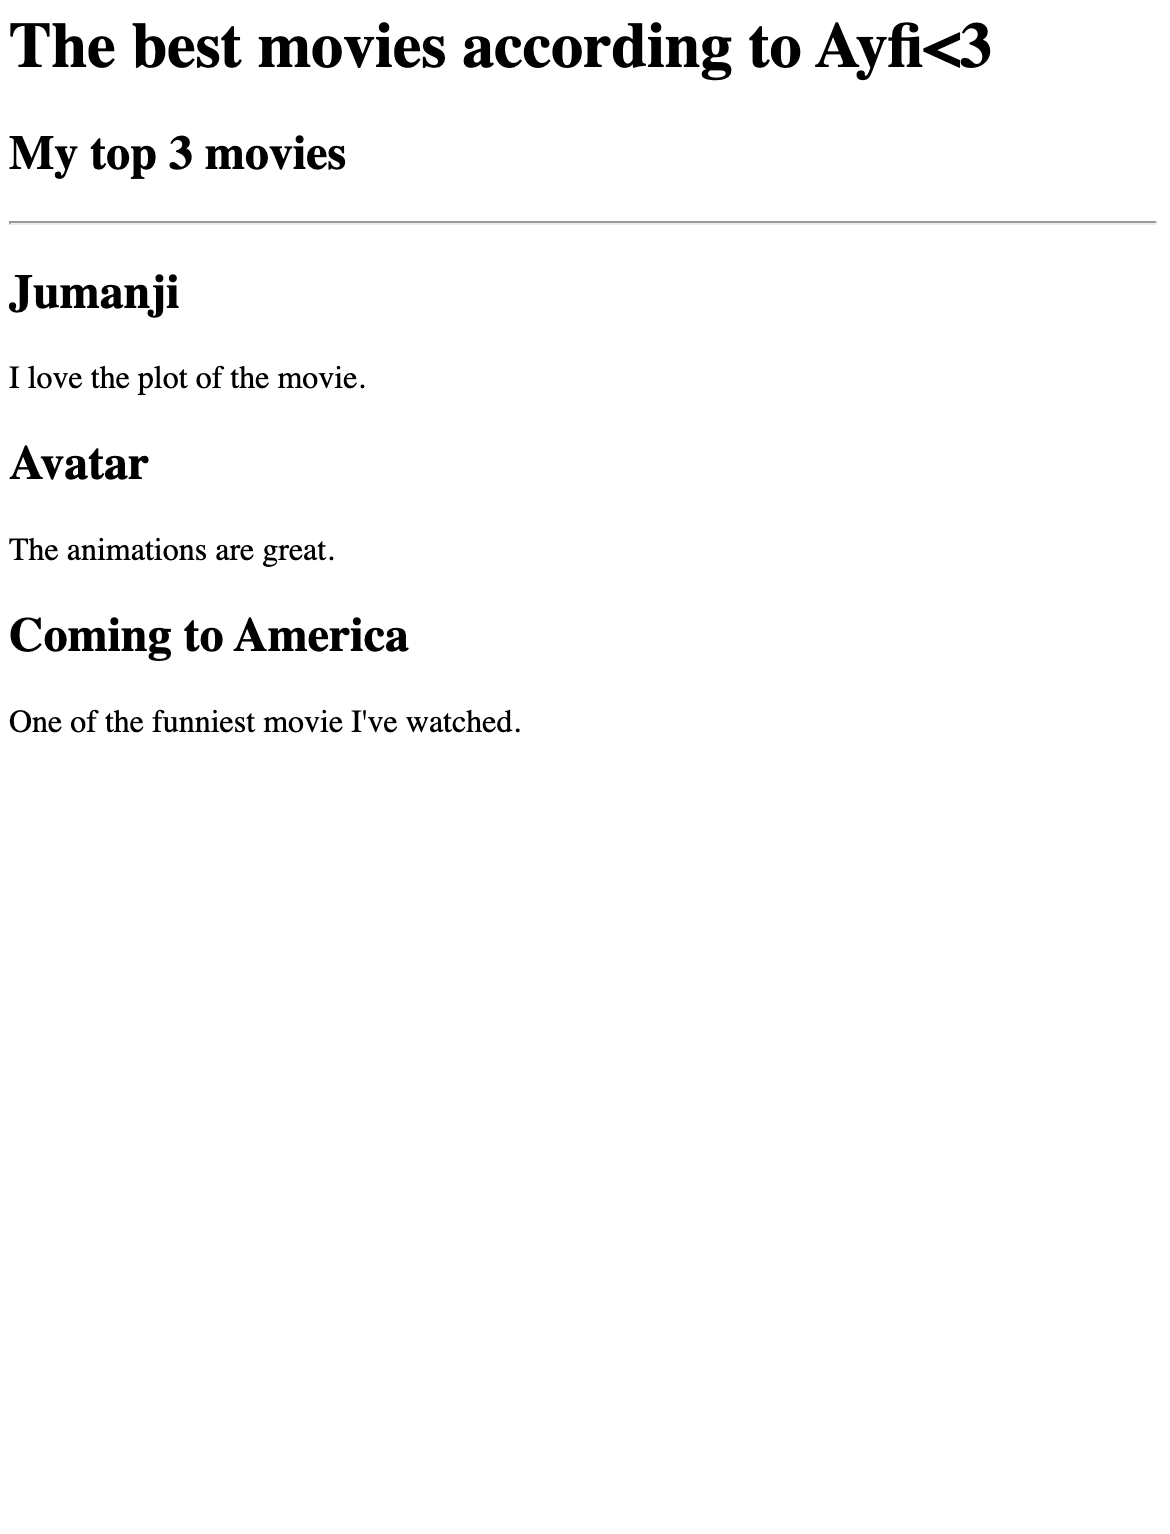 The best movies according to Ayfi<3
My top 3 movies
Jumanji
I love the plot of the movie.
Avatar
The animations are great.
Coming to America
One of the funniest movie I've watched.